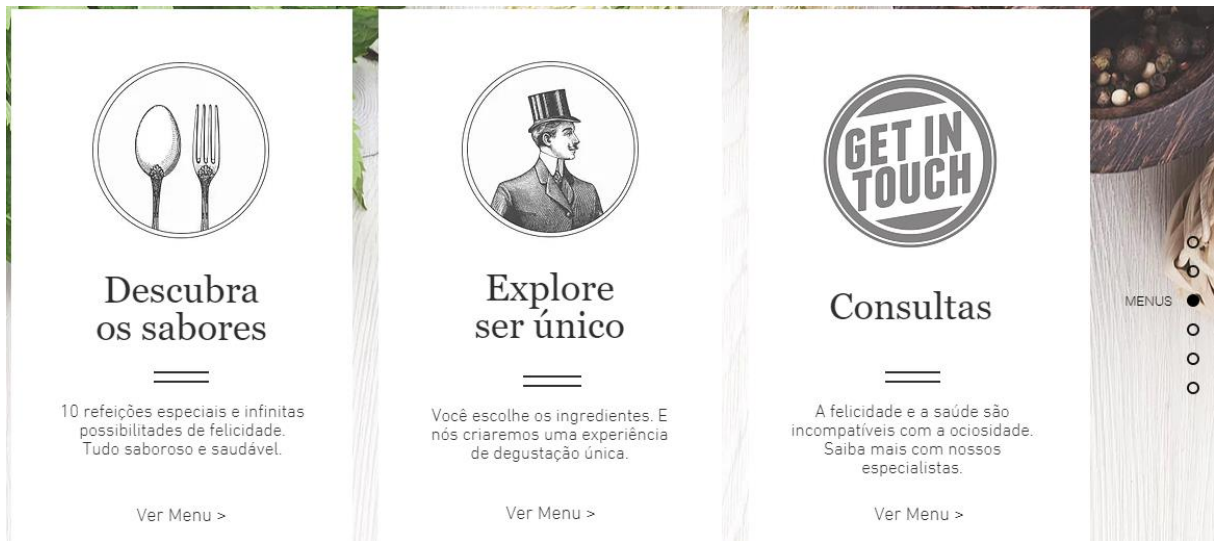 Descubra
os sabores
10 refeições especiais e infinitas
possibilitades de felicidade.
Tudo saboroso e saudável.
Ver Menu >
Explore
ser único
Você escolhe os ingredientes. E
nós criaremos uma experiência
de degustação única.
Ver Menu >
GET IN
TOUCH
Consultas
A felicidade e a saúde são
incompatíveis com a ociosidade.
Saiba mais com nossos
especialistas.
Ver Menu >
MENUS